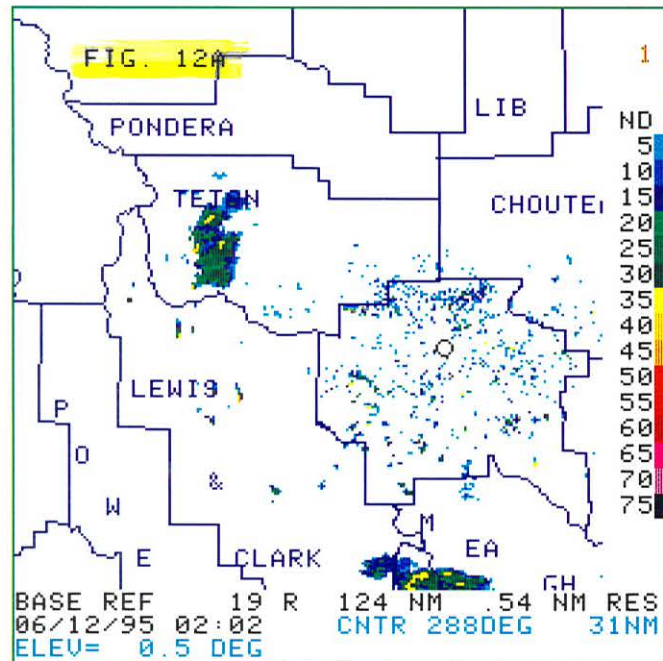 FIG. 12A
1
LIB
PONDERA
ND
5
10
15
20
25
30
35
40
45
50
55
60
65
70
75
TETON
CHOUTE
LEWIS
P
O
W
E
&
CLARK
M
EA
GH
BASE REF 19 R 124 NM .54 NM RES
06/12/95 02:02 CNTR 288DEG 31NM
ELEV= 0.5 DEG